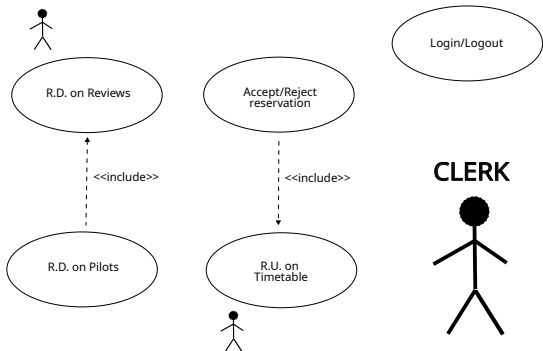 Login/Logout
R.D. on Reviews
Accept/Reject
reservation
<<include>>
<<include>>
CLERK
R.D. on Pilots
R.U. on
Timetable